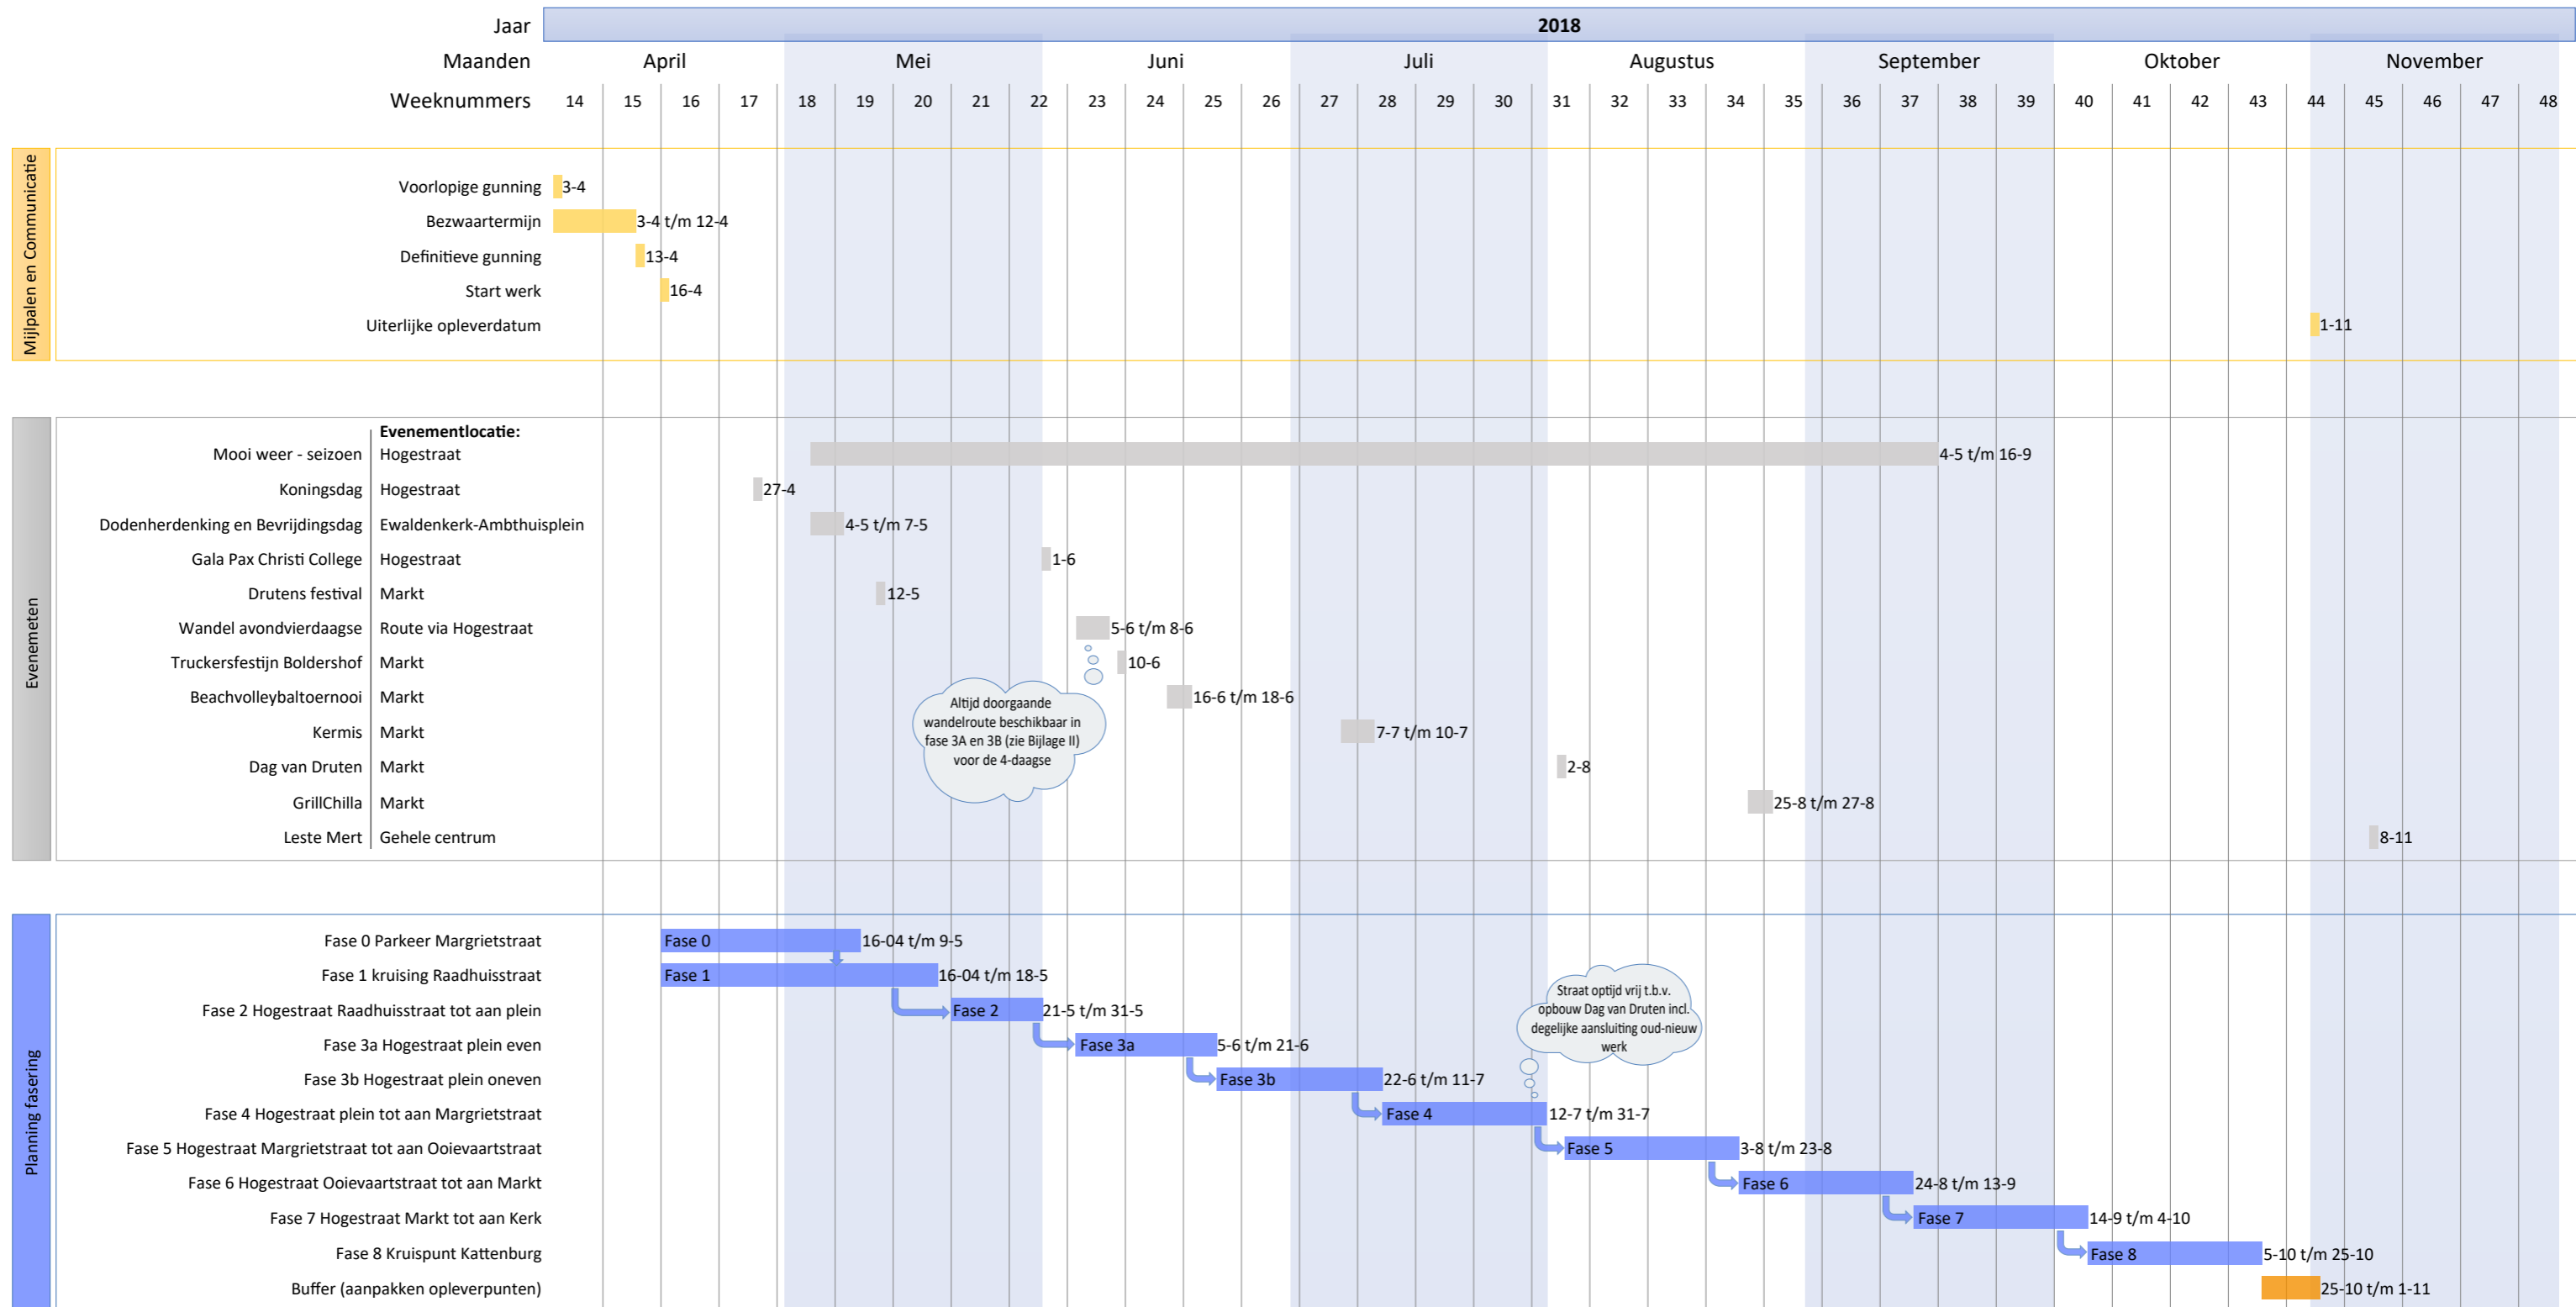 Jaar 2018
Maanden April Mei Juni Juli Augustus September Oktober November
Weeknummers 14 15 16 17 18 19 20 21 22 23 24 25 26 27 28 29 30 31 32 33 34 35 36 37 38 39 40 41 42 43 44 45 46 47 48
Mijlpalen en Communicatie
Voorlopige gunning 3-4
Bezwaartermijn 3-4 t/m 12-4
Definitieve gunning 13-4
Start werk 16-4
Uiterlijke opleverdatum 1-11
Evenemeten
Evenementlocatie:
Mooi weer - seizoen Hogestraat 4-5 t/m 16-9
Koningsdag Hogestraat 27-4
Dodenherdenking en Bevrijdingsdag Ewaldenkerk-Ambthuisplein 4-5 t/m 7-5
Gala Pax Christi College Hogestraat 1-6
Drutens festival Markt 12-5
Wandel avondvierdaagse Route via Hogestraat 5-6 t/m 8-6
Truckersfestijn Boldershof Markt 10-6
Beachvolleybaltoernooi Markt 16-6 t/m 18-6
Kermis Markt 7-7 t/m 10-7
Dag van Druten Markt 2-8
GrillChilla Markt 25-8 t/m 27-8
Leste Mert Gehele centrum 8-11
Altijd doorgaande
wandelroute beschikbaar in
fase 3A en 3B (zie Bijlage II)
voor de 4-daagse
Planning fasering
Fase 0 Parkeer Margrietstraat Fase 0 16-04 t/m 9-5
Fase 1 kruising Raadhuisstraat Fase 1 16-04 t/m 18-5
Fase 2 Hogestraat Raadhuisstraat tot aan plein Fase 2 21-5 t/m 31-5
Fase 3a Hogestraat plein even Fase 3a 5-6 t/m 21-6
Fase 3b Hogestraat plein oneven Fase 3b 22-6 t/m 11-7
Fase 4 Hogestraat plein tot aan Margrietstraat Fase 4 12-7 t/m 31-7
Fase 5 Hogestraat Margrietstraat tot aan Ooievaartstraat Fase 5 3-8 t/m 23-8
Fase 6 Hogestraat Ooievaartstraat tot aan Markt Fase 6 24-8 t/m 13-9
Fase 7 Hogestraat Markt tot aan Kerk Fase 7 14-9 t/m 4-10
Fase 8 Kruispunt Kattenburg Fase 8 5-10 t/m 25-10
Buffer (aanpakken opleverpunten) 25-10 t/m 1-11
Straat optijd vrij t.b.v.
opbouw Dag van Druten incl.
degelijke aansluiting oud-nieuw
werk